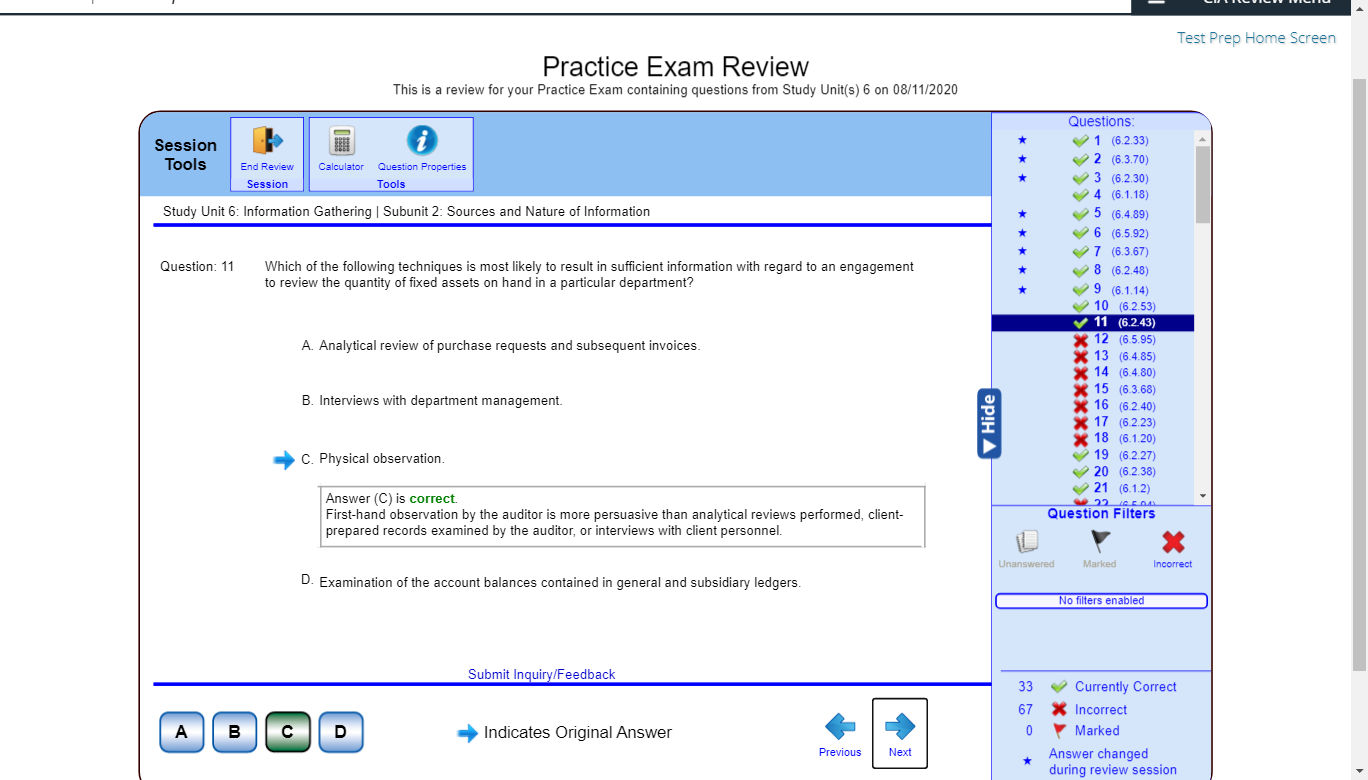 CIA Review Menu
Test Prep Home Screen
Practice Exam Review
This is a review for your Practice Exam containing questions from Study Unit(s) 6 on 08/11/2020
Session
Tools
End Review
Session
Calculator
Question Properties
Tools
Study Unit 6: Information Gathering | Subunit 2: Sources and Nature of Information
Question: 11
Which of the following techniques is most likely to result in sufficient information with regard to an engagement
to review the quantity of fixed assets on hand in a particular department?
A. Analytical review of purchase requests and subsequent invoices.
B. Interviews with department management.
C. Physical observation.
Answer (C) is correct.
First-hand observation by the auditor is more persuasive than analytical reviews performed, client-
prepared records examined by the auditor, or interviews with client personnel.
D. Examination of the account balances contained in general and subsidiary ledgers.
Submit Inquiry/Feedback
A B C D
Indicates Original Answer
Previous
Next
Hide
Questions:
1 (6.2.33)
2 (6.3.70)
3 (6.2.30)
4 (6.1.18)
5 (6.4.89)
6 (6.5.92)
7 (6.3.67)
8 (6.2.48)
9 (6.1.14)
10 (6.2.53)
11 (6.2.43)
12 (6.5.95)
13 (6.4.85)
14 (6.4.80)
15 (6.3.68)
16 (6.2.40)
17 (6.2.23)
18 (6.1.20)
19 (6.2.27)
20 (6.2.38)
21 (6.1.2)
22 (6.5.94)
Question Filters
Unanswered
Marked
Incorrect
No filters enabled
33 Currently Correct
67 Incorrect
0 Marked
Answer changed
during review session